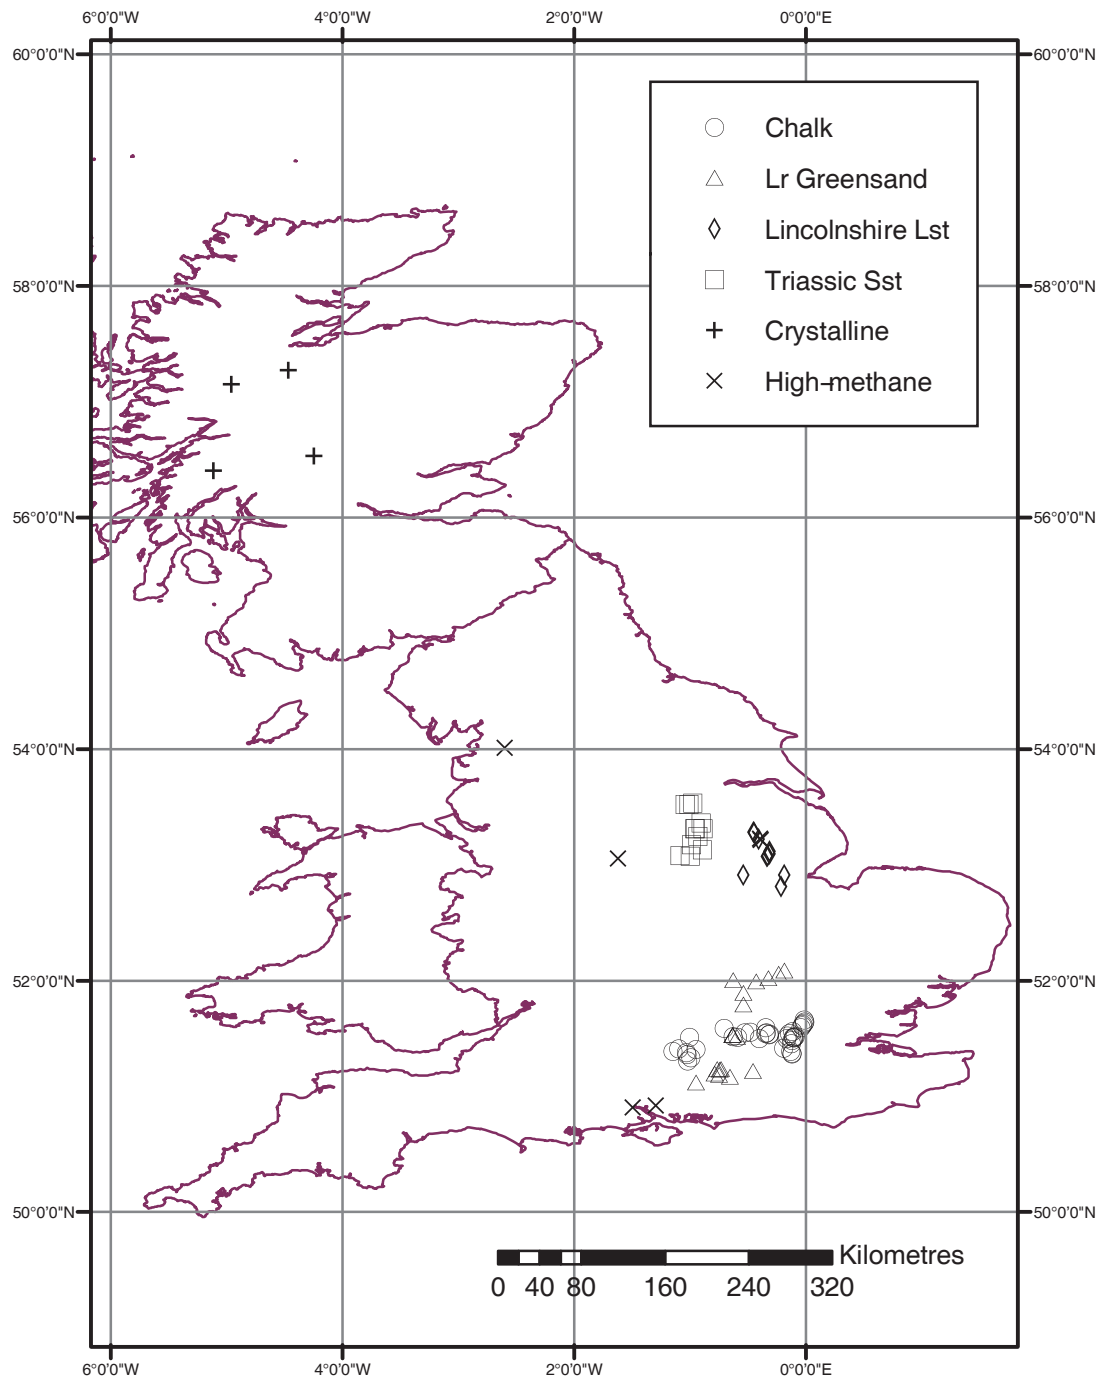 6°0'0"W 4°0'0"W 2°0'0"W 0°0'0"E
60°0'0"N 60°0'0"N
Chalk
Lr Greensand
Lincolnshire Lst
Triassic Sst
58°0'0"N 58°0'0"N
Crystalline
High-methane
56°0'0"N 56°0'0"N
54°0'0"N 54°0'0"N
52°0'0"N 52°0'0"N
50°0'0"N 50°0'0"N
Kilometres
0 40 80 160 240 320
6°0'0"W 4°0'0"W 2°0'0"W 0°0'0"E